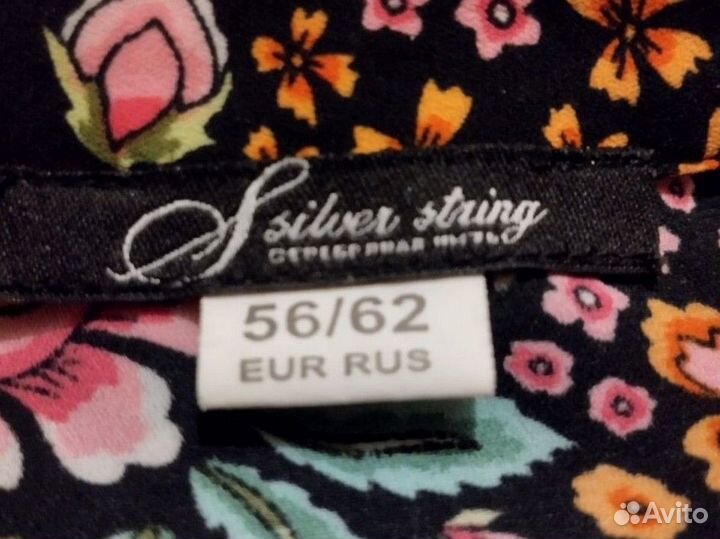 S silver string
СЕРЕБРЯНАЯ НИТЬ
56/62
EUR RUS
Avito